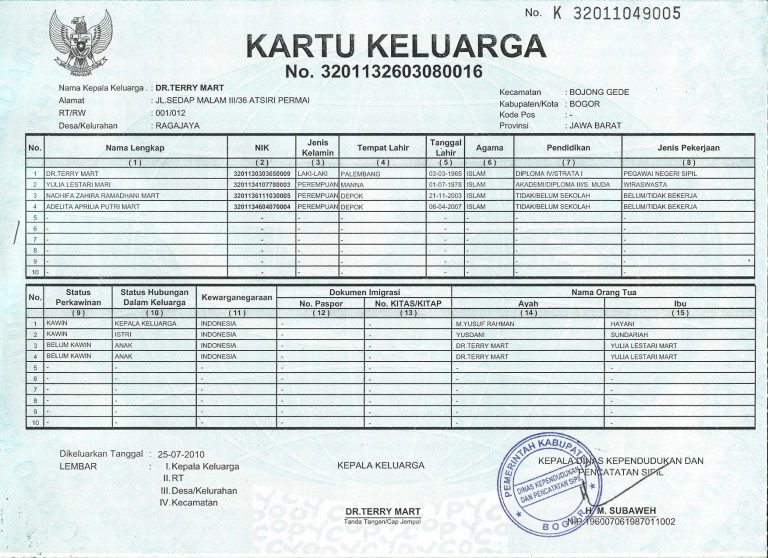 No. K 32011049005
KARTU KELUARGA
No. 3201132603080016
Nama Kepala Keluarga : DR.TERRY MART
Alamat : JL.SEDAP MALAM III/36 ATSIRI PERMAI
RT/RW : 001/012
Desa/Kelurahan : RAGAJAYA
Kecamatan : BOJONG GEDE
Kabupaten/Kota : BOGOR
Kode Pos : -
Provinsi : JAWA BARAT
No. Nama Lengkap NIK Jenis Kelamin Tempat Lahir Tanggal Lahir Agama Pendidikan Jenis Pekerjaan
( 1 ) ( 2 ) ( 3 ) ( 4 ) ( 5 ) ( 6 ) ( 7 ) ( 8 )
1 DR.TERRY MART 3201130303650009 LAKI-LAKI PALEMBANG 03-03-1965 ISLAM DIPLOMA IV/STRATA I PEGAWAI NEGERI SIPIL
2 YULIA LESTARI MARI 3201134107780003 PEREMPUAN MANNA 01-07-1978 ISLAM AKADEMI/DIPLOMA III/S. MUDA WIRASWASTA
3 NADHIFA ZAHIRA RAMADHANI MART 3201136111030005 PEREMPUAN DEPOK 21-11-2003 ISLAM TIDAK/BELUM SEKOLAH BELUM/TIDAK BEKERJA
4 ADELITA APRILIA PUTRI MART 3201134604070004 PEREMPUAN DEPOK 06-04-2007 ISLAM TIDAK/BELUM SEKOLAH BELUM/TIDAK BEKERJA
5 - - - - - - - -
6 - - - - - - - -
7 - - - - - - - -
8 - - - - - - - -
9 - - - - - - - -
10 - - - - - - - -
No. Status Perkawinan Status Hubungan Dalam Keluarga Kewarganegaraan Dokumen Imigrasi Nama Orang Tua
No. Paspor No. KITAS/KITAP Ayah Ibu
( 9 ) ( 10 ) ( 11 ) ( 12 ) ( 13 ) ( 14 ) ( 15 )
1 KAWIN KEPALA KELUARGA INDONESIA - - M.YUSUF RAHMAN HAYANI
2 KAWIN ISTRI INDONESIA - - YUSDANI SUNDARIAH
3 BELUM KAWIN ANAK INDONESIA - - DR.TERRY MART YULIA LESTARI MART
4 BELUM KAWIN ANAK INDONESIA - - DR.TERRY MART YULIA LESTARI MART
5 - - - - - - -
6 - - - - - - -
7 - - - - - - -
8 - - - - - - -
9 - - - - - - -
10 - - - - - - -
Dikeluarkan Tanggal : 25-07-2010
LEMBAR : I. Kepala Keluarga
II. RT
III. Desa/Kelurahan
IV. Kecamatan
KEPALA KELUARGA
DR.TERRY MART
Tanda Tangan/Cap Jempol
KEPALA DINAS KEPENDUDUKAN DAN
PENCATATAN SIPIL
PEMERINTAH KABUPATEN
DINAS KEPENDUDUKAN
DAN PENCATATAN SIPIL
BOGOR
H. M. SUBAWEH
NIP.196007061987011002